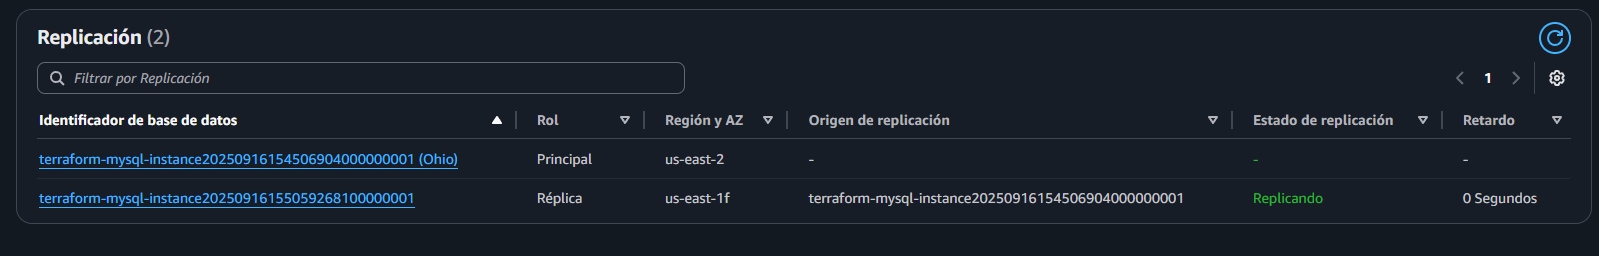 Replicación (2)
Filtrar por Replicación
1
Identificador de base de datos Rol Región y AZ Origen de replicación Estado de replicación Retardo
terraform-mysql-instance20250916154506904000000001 (Ohio) Principal us-east-2 - - -
terraform-mysql-instance20250916155059268100000001 Réplica us-east-1f terraform-mysql-instance20250916154506904000000001 Replicando 0 Segundos